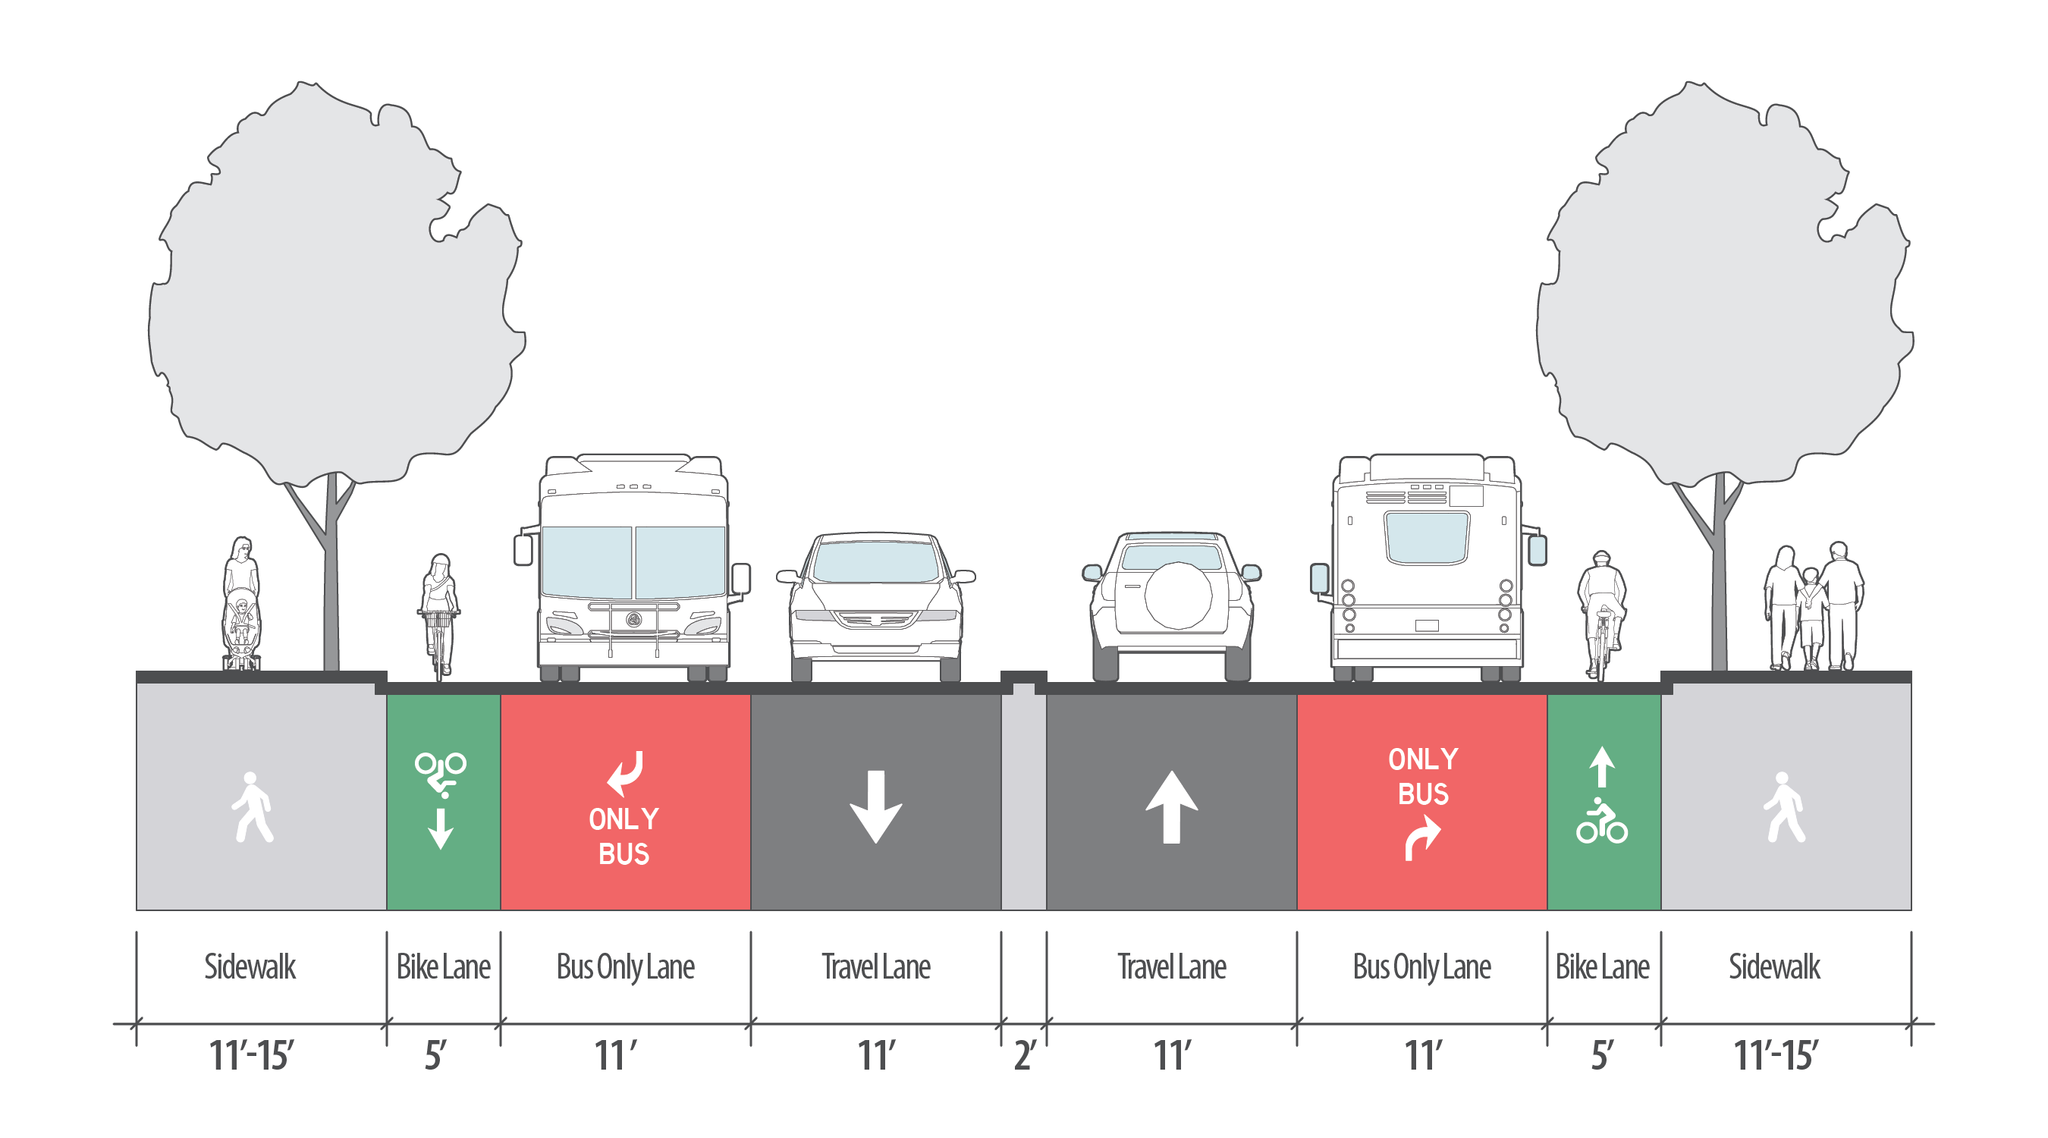 ONLY
BUS
ONLY
BUS
Sidewalk
Bike Lane
Bus Only Lane
Travel Lane
Travel Lane
Bus Only Lane
Bike Lane
Sidewalk
11’-15’
5’
11’
11’
2’
11’
11’
5’
11’-15’